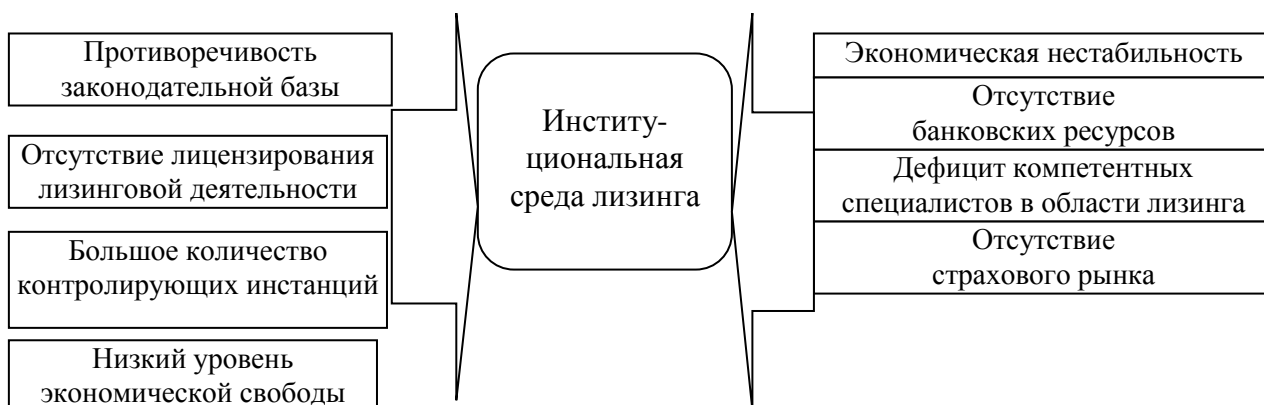 Противоречивость
законодательной базы
Отсутствие лицензирования
лизинговой деятельности
Большое количество
контролирующих инстанций
Низкий уровень
экономической свободы
Институ-
циональная
среда лизинга
Экономическая нестабильность
Отсутствие
банковских ресурсов
Дефицит компетентных
специалистов в области лизинга
Отсутствие
страхового рынка